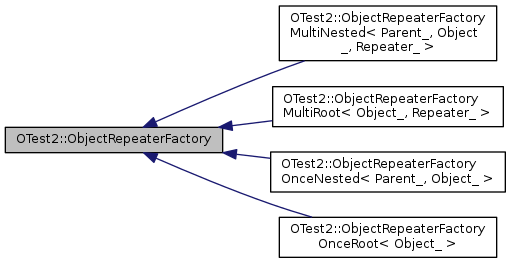 OTest2::ObjectRepeaterFactory
MultiNested< Parent_, Object
_, Repeater_ >
OTest2::ObjectRepeaterFactory
MultiRoot< Object_, Repeater_ >
OTest2::ObjectRepeaterFactory
OTest2::ObjectRepeaterFactory
OnceNested< Parent_, Object_ >
OTest2::ObjectRepeaterFactory
OnceRoot< Object_ >